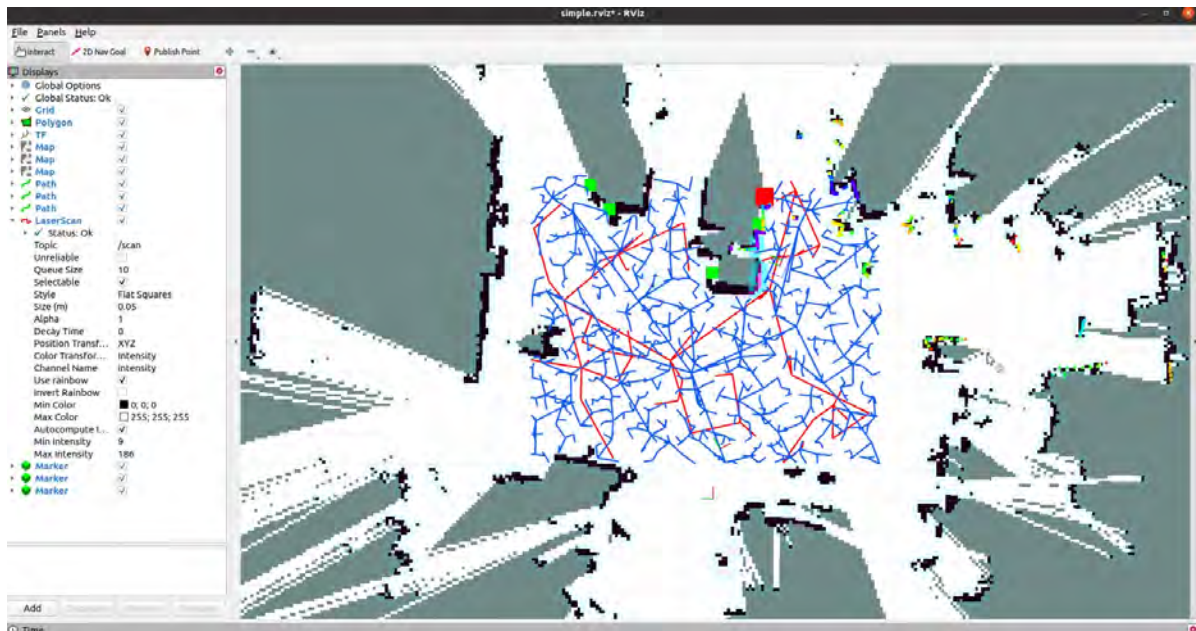 simple.rviz* - RViz
File Panels Help
Interact 2D Nav Goal Publish Point
Displays
Global Options
Global Status: Ok
Grid
Polygon
TF
Map
Map
Map
Path
Path
Path
LaserScan
Status: Ok
Topic /scan
Unreliable
Queue Size 10
Selectable
Style Flat Squares
Size (m) 0.05
Alpha 1
Decay Time 0
Position Transf... XYZ
Color Transfor... Intensity
Channel Name intensity
Use rainbow
Invert Rainbow
Min Color 0; 0; 0
Max Color 255; 255; 255
Autocompute I...
Min Intensity 9
Max Intensity 186
Marker
Marker
Marker
Add
Time